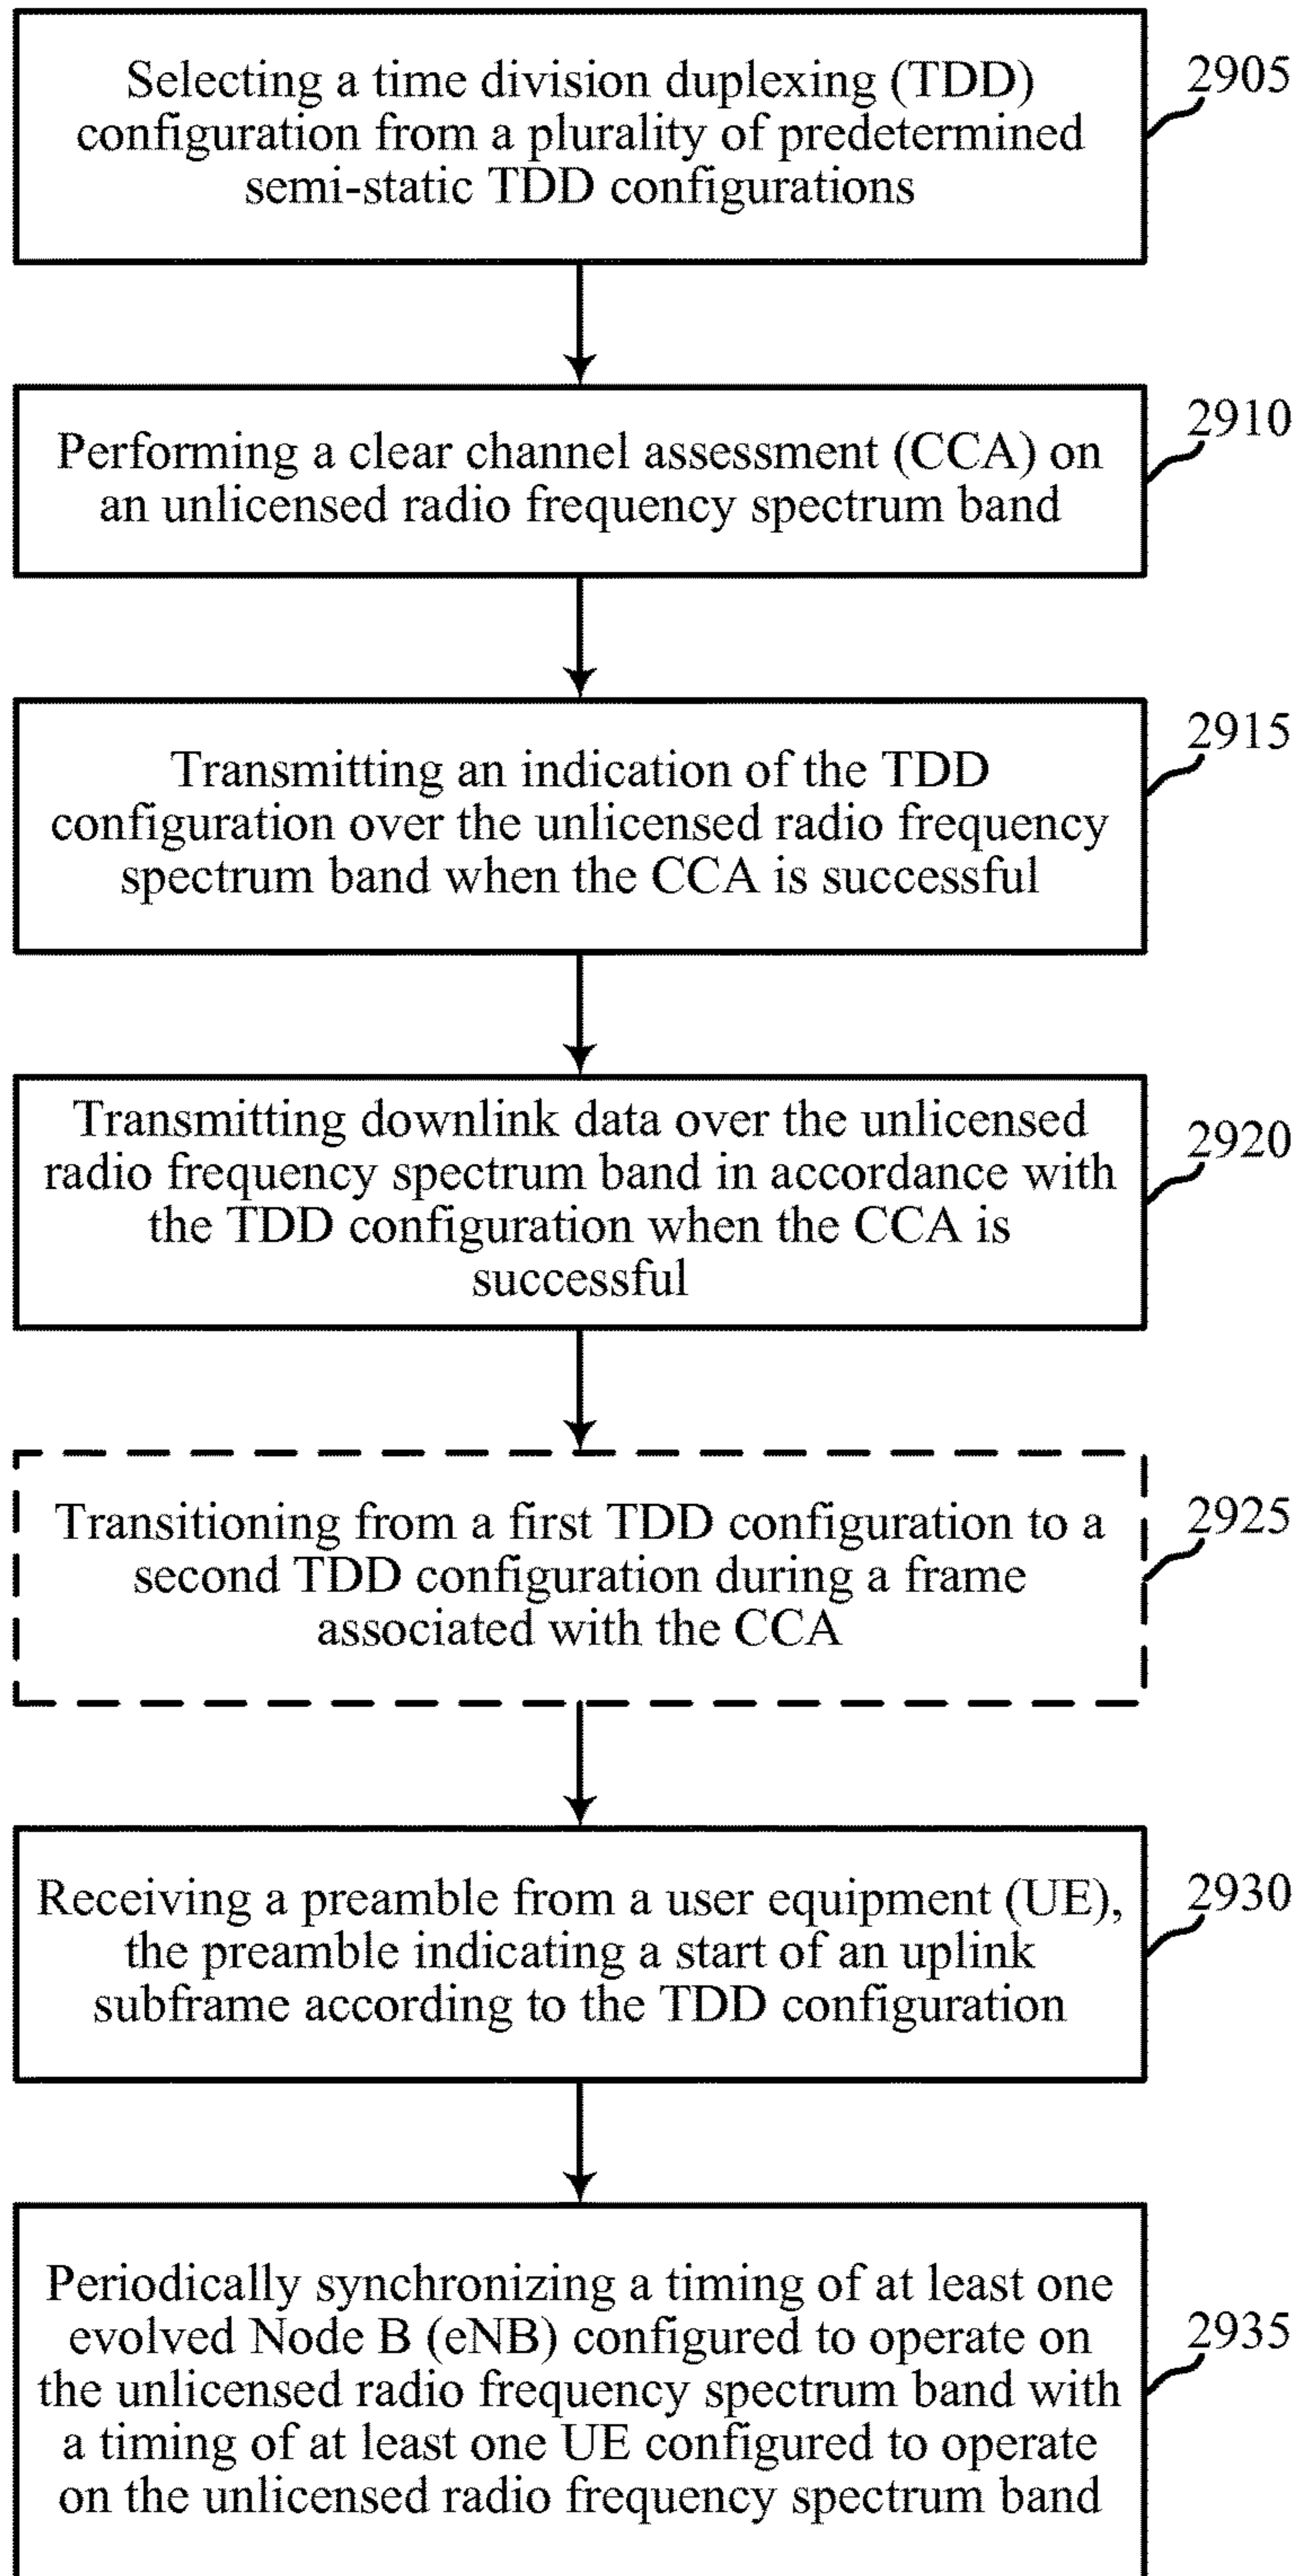 Selecting a time division duplexing (TDD)
configuration from a plurality of predetermined
semi-static TDD configurations
2905
Performing a clear channel assessment (CCA) on
an unlicensed radio frequency spectrum band
2910
Transmitting an indication of the TDD
configuration over the unlicensed radio frequency
spectrum band when the CCA is successful
2915
Transmitting downlink data over the unlicensed
radio frequency spectrum band in accordance with
the TDD configuration when the CCA is
successful
2920
Transitioning from a first TDD configuration to a
second TDD configuration during a frame
associated with the CCA
2925
Receiving a preamble from a user equipment (UE),
the preamble indicating a start of an uplink
subframe according to the TDD configuration
2930
Periodically synchronizing a timing of at least one
evolved Node B (eNB) configured to operate on
the unlicensed radio frequency spectrum band with
a timing of at least one UE configured to operate
on the unlicensed radio frequency spectrum band
2935